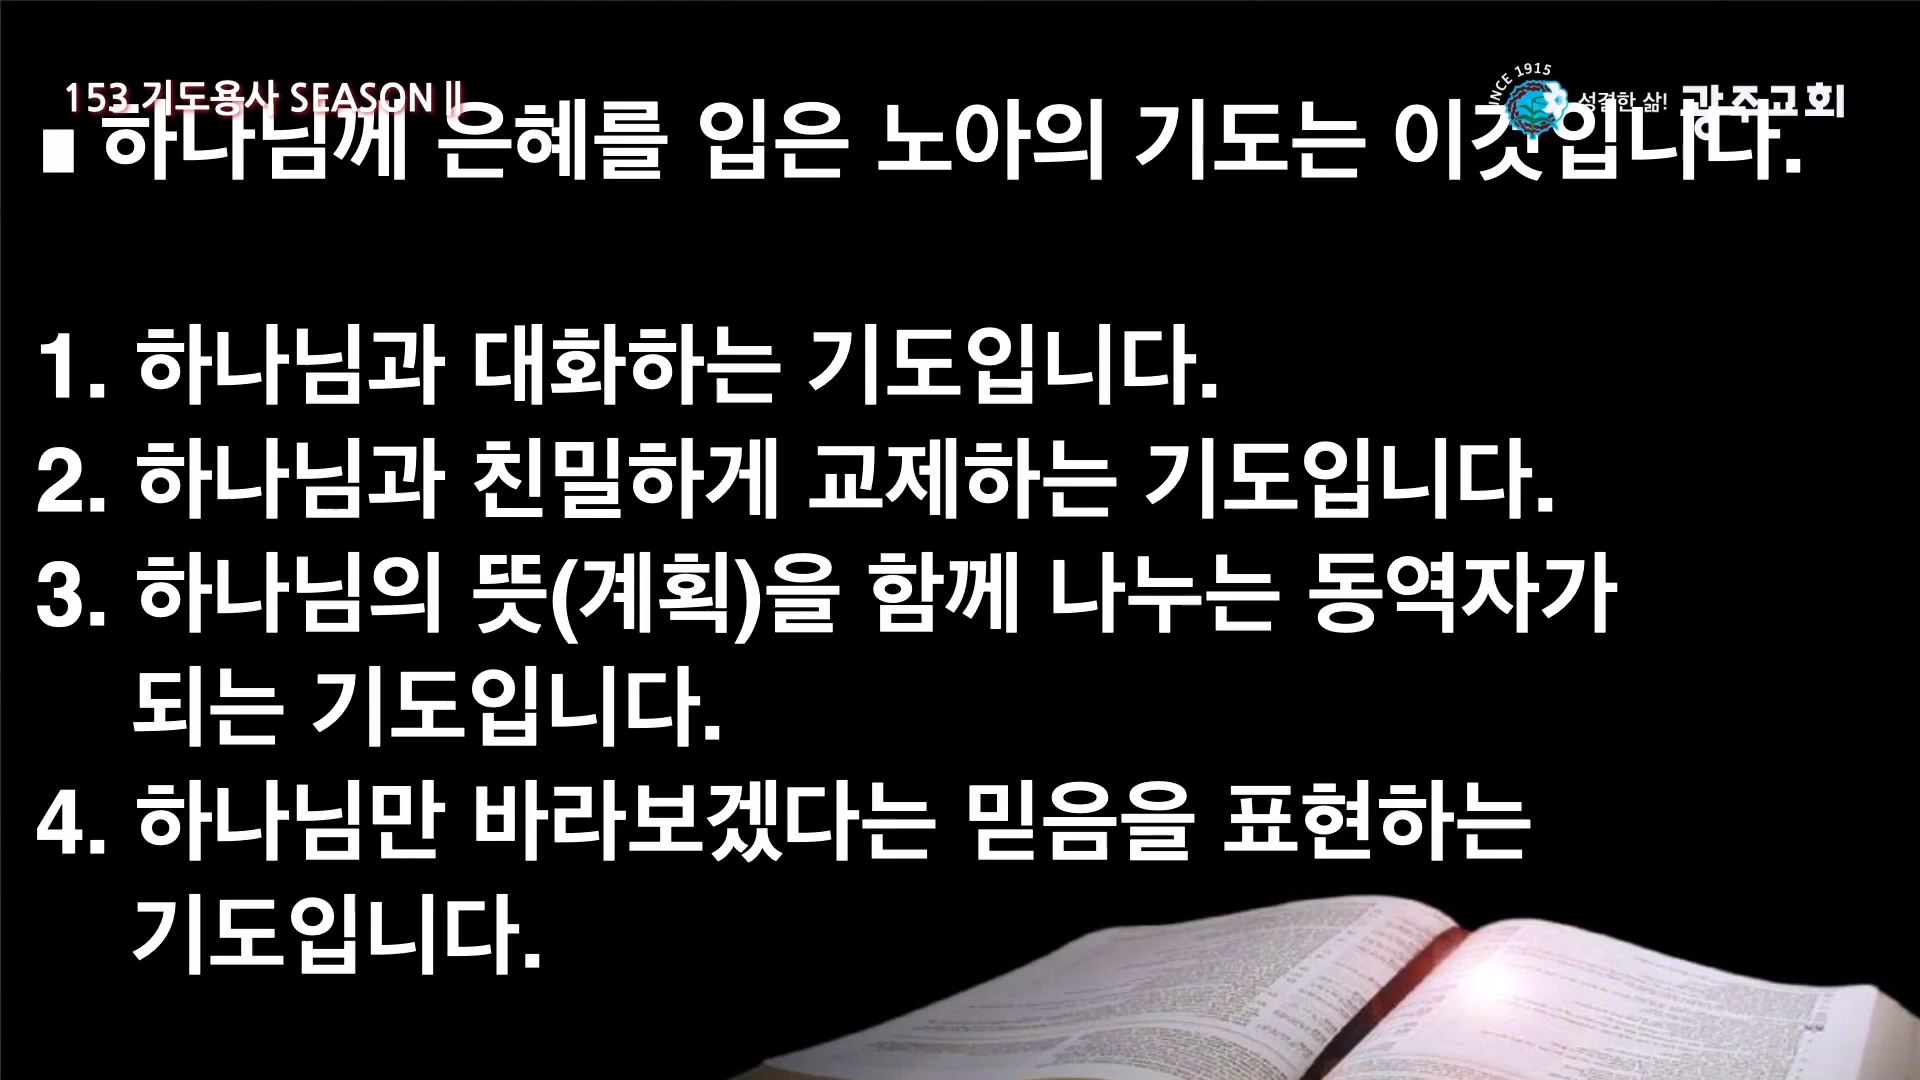 153 기도용사 SEASON II
SINCE 1915
성결한 삶! 광주교회
■ 하나님께 은혜를 입은 노아의 기도는 이것입니다.
1. 하나님과 대화하는 기도입니다.
2. 하나님과 친밀하게 교제하는 기도입니다.
3. 하나님의 뜻(계획)을 함께 나누는 동역자가
되는 기도입니다.
4. 하나님만 바라보겠다는 믿음을 표현하는
기도입니다.